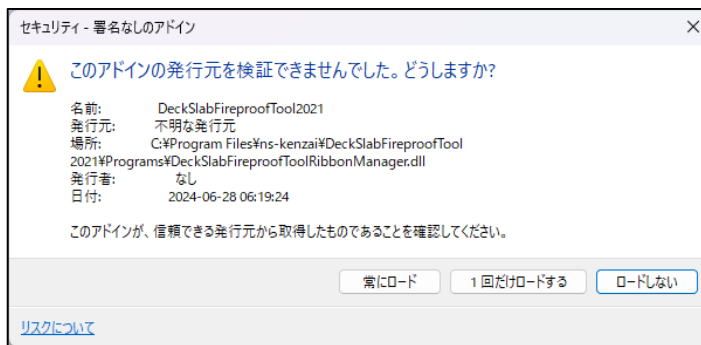 セキュリティ - 署名なしのアドイン
このアドインの発行元を検証できませんでした。どうしますか?
名前: DeckSlabFireproofTool2021
発行元: 不明な発行元
場所: C:¥Program Files¥ns-kenzai¥DeckSlabFireproofTool
2021¥Programs¥DeckSlabFireproofToolRibbonManager.dll
発行者: なし
日付: 2024-06-28 06:19:24
このアドインが、信頼できる発行元から取得したものであることを確認してください。
常にロード 1 回だけロードする ロードしない
リスクについて